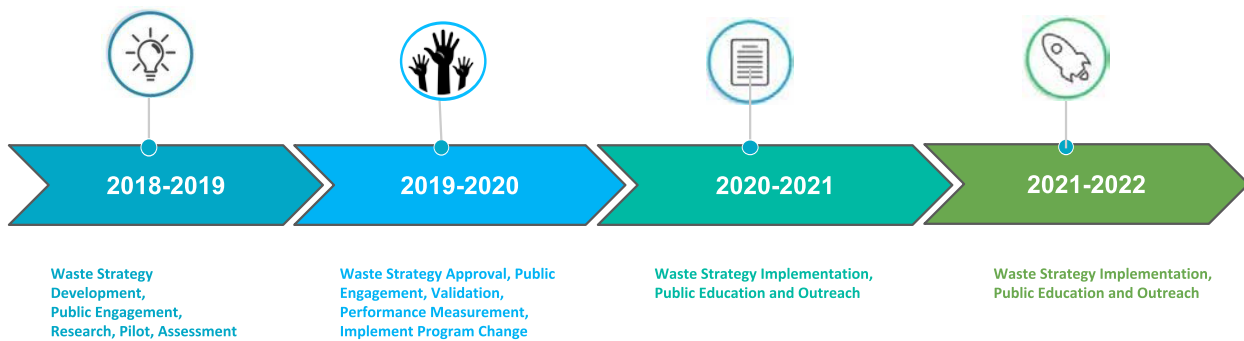 2018-2019
2019-2020
2020-2021
2021-2022
Waste Strategy
Development,
Public Engagement,
Research, Pilot, Assessment
Waste Strategy Approval, Public
Engagement, Validation,
Performance Measurement,
Implement Program Change
Waste Strategy Implementation,
Public Education and Outreach
Waste Strategy Implementation,
Public Education and Outreach